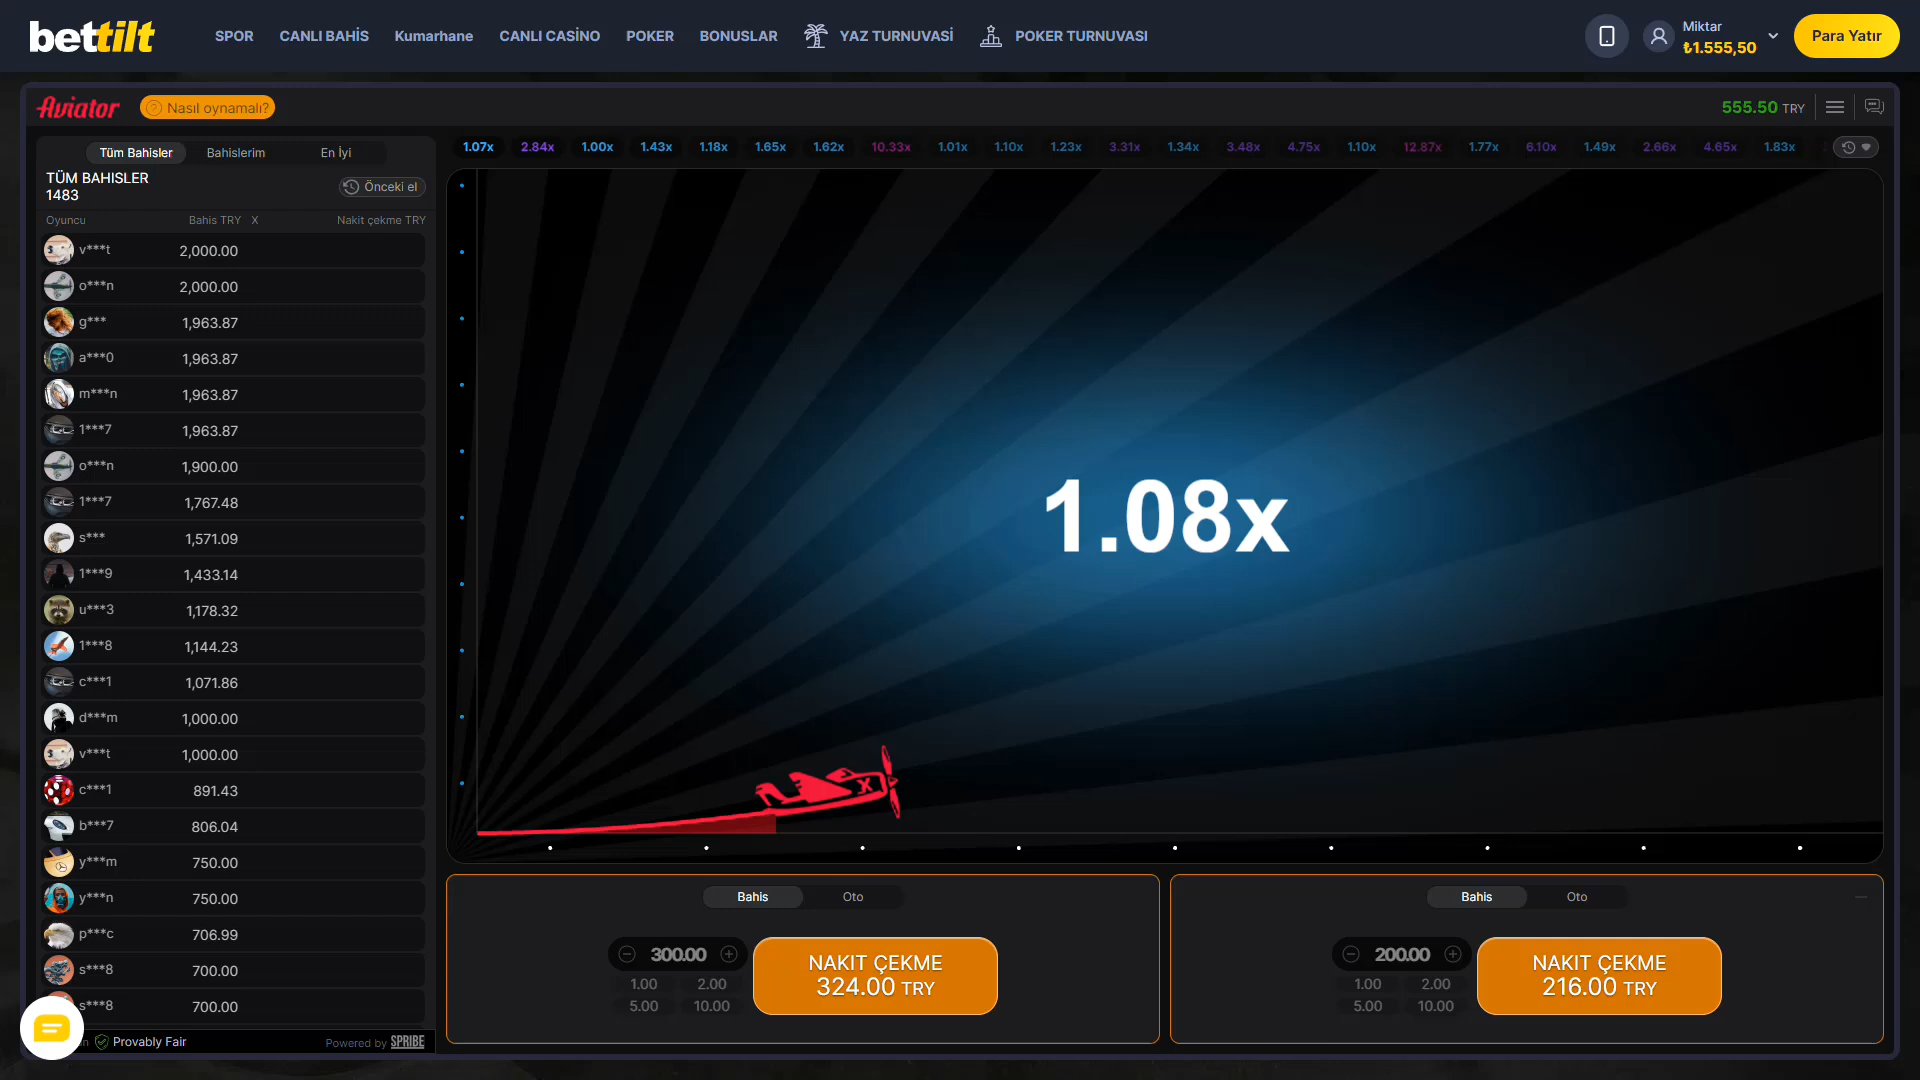 bettilt SPOR CANLI BAHİS Kumarhane CANLI CASİNO POKER BONUSLAR YAZ TURNUVASİ POKER TURNUVASI
Miktar
₺1.555,50
Para Yatır
Aviator ? Nasıl oynamalı? 555.50 TRY
Tüm Bahisler Bahislerim En İyi
1.07x 2.84x 1.00x 1.43x 1.18x 1.65x 1.62x 10.33x 1.01x 1.10x 1.23x 3.31x 1.34x 3.48x 4.75x 1.10x 12.87x 1.77x 6.10x 1.49x 2.66x 4.65x 1.83x
TÜM BAHISLER
1483
Önceki el
Oyuncu Bahis TRY X Nakit çekme TRY
v***t 2,000.00
o***n 2,000.00
g*** 1,963.87
a***0 1,963.87
m***n 1,963.87
1***7 1,963.87
o***n 1,900.00
1***7 1,767.48
s*** 1,571.09
1***9 1,433.14
u***3 1,178.32
1***8 1,144.23
c***1 1,071.86
d***m 1,000.00
v***t 1,000.00
c***1 891.43
b***7 806.04
y***m 750.00
y***n 750.00
p***c 706.99
s***8 700.00
s***8 700.00
Provably Fair Powered by SPRIBE
1.08x
X
Bahis Oto
300.00
1.00 2.00
5.00 10.00
NAKIT ÇEKME
324.00 TRY
Bahis Oto
200.00
1.00 2.00
5.00 10.00
NAKIT ÇEKME
216.00 TRY